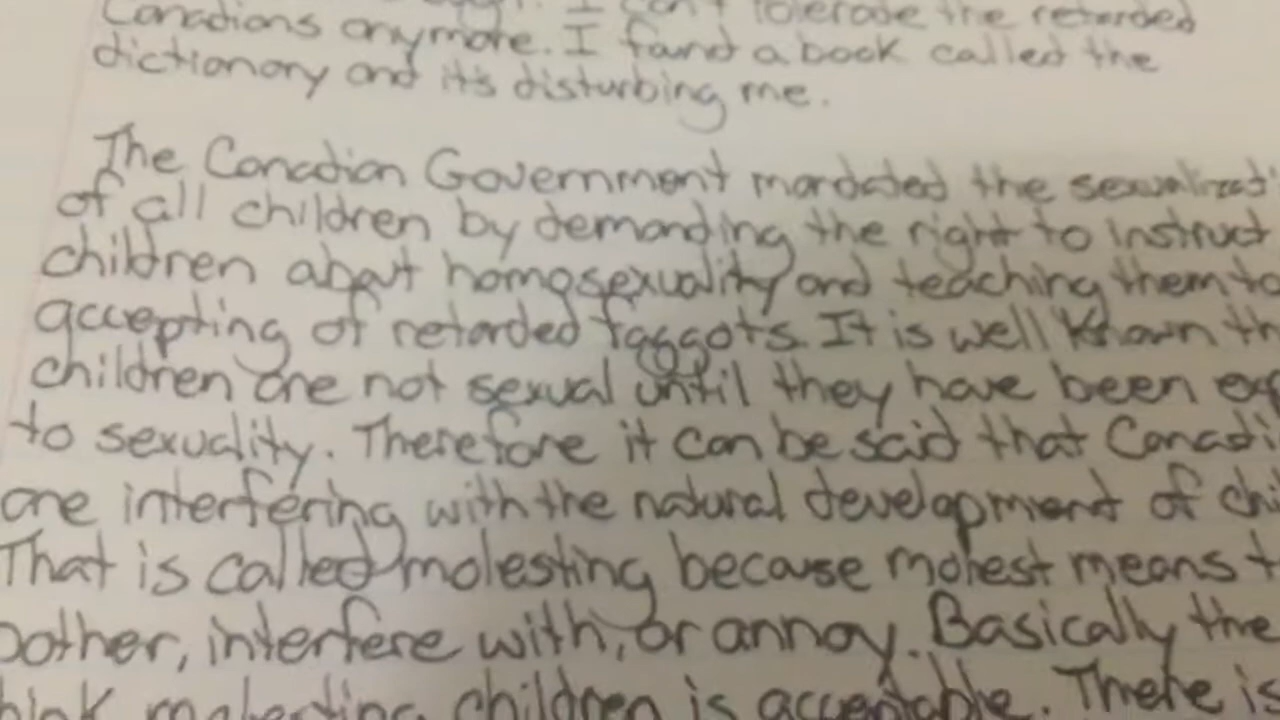 I can't tolerate the retarded
Canadians anymore. I found a book called the
dictionary and it's disturbing me.
The Canadian Government mandated the
of all children by demanding the right to instruct
children about homosexuality and teaching them to
accepting of retarded faggots. It is well known
children are not sexual until they have been
to sexuality. Therefore it can be said that
are interfering with the natural development of
That is called molesting because molest means
bother, interfere with, or annoy. Basically the
molesting children is acceptable. There is